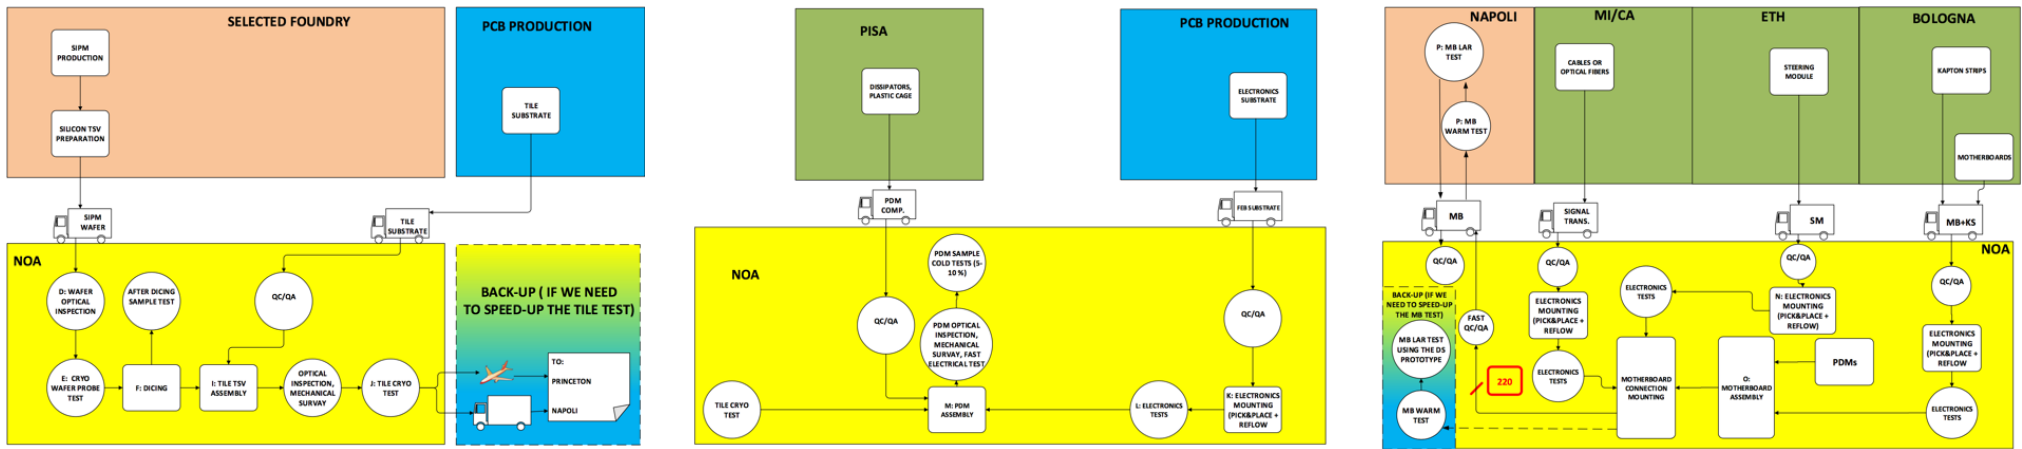 SELECTED FOUNDRY
SIPM
PRODUCTION
SILICON TSV
PREPARATION
PCB PRODUCTION
TILE
SUBSTRATE
SIPM
WAFER
TILE
SUBSTRATE
NOA
D: WAFER
OPTICAL
INSPECTION
AFTER DICING
SAMPLE TEST
QC/QA
E: CRYO
WAFER PROBE
TEST
F: DICING
I: TILE TSV
ASSEMBLY
OPTICAL
INSPECTION,
MECHANICAL
SURVAY
J: TILE CRYO
TEST
BACK-UP ( IF WE NEED
TO SPEED-UP THE TILE TEST)
TO:
PRINCETON
NAPOLI
PISA
DISSIPATORS,
PLASTIC CAGE
PCB PRODUCTION
ELECTRONICS
SUBSTRATE
PDM
COMP.
FEB SUBSTRATE
NOA
PDM SAMPLE
COLD TESTS (5-
10 %)
QC/QA
PDM OPTICAL
INSPECTION,
MECHANICAL
SURVAY, FAST
ELECTRICAL TEST
QC/QA
TILE CRYO
TEST
M: PDM
ASSEMBLY
L: ELECTRONICS
TESTS
K: ELECTRONICS
MOUNTING
(PICK&PLACE +
REFLOW
NAPOLI
P: MB LAR
TEST
P: MB
WARM TEST
MI/CA
CABLES OR
OPTICAL FIBERS
ETH
STEERING
MODULE
BOLOGNA
KAPTON STRIPS
MOTHERBOARDS
MB
SIGNAL
TRANS.
SM
MB+KS
NOA
QC/QA
QC/QA
QC/QA
QC/QA
BACK-UP (IF WE
NEED TO SPEED-UP
THE MB TEST)
MB LAR TEST
USING THE DS
PROTOTYPE
MB WARM
TEST
FAST
QC/QA
220
ELECTRONICS
MOUNTING
(PICK&PLACE +
REFLOW
ELECTRONICS
TESTS
ELECTRONICS
TESTS
N: ELECTRONICS
MOUNTING
(PICK&PLACE +
REFLOW)
MOTHERBOARD
CONNECTION
MOUNTING
O:
MOTHERBOARD
ASSEMBLY
PDMs
ELECTRONICS
MOUNTING
(PICK&PLACE +
REFLOW
ELECTRONICS
TESTS